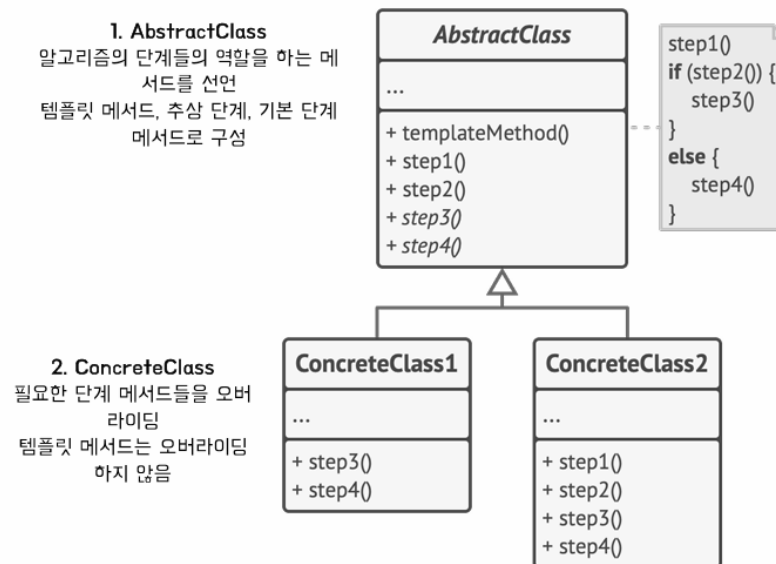 1. AbstractClass
알고리즘의 단계들의 역할을 하는 메
서드를 선언
템플릿 메서드, 추상 단계, 기본 단계
메서드로 구성
AbstractClass
...
+ templateMethod()
+ step1()
+ step2()
+ step3()
+ step4()
step1()
if (step2()) {
step3()
}
else {
step4()
}
2. ConcreteClass
필요한 단계 메서드들을 오버
라이딩
템플릿 메서드는 오버라이딩
하지 않음
ConcreteClass1
...
+ step3()
+ step4()
ConcreteClass2
...
+ step1()
+ step2()
+ step3()
+ step4()